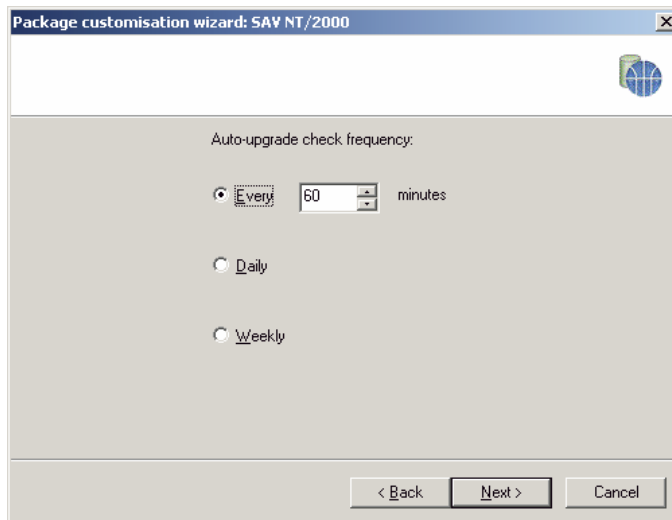 Package customisation wizard: SAV NT/2000
Auto-upgrade check frequency:
Every 60 minutes
Daily
Weekly
< Back Next > Cancel